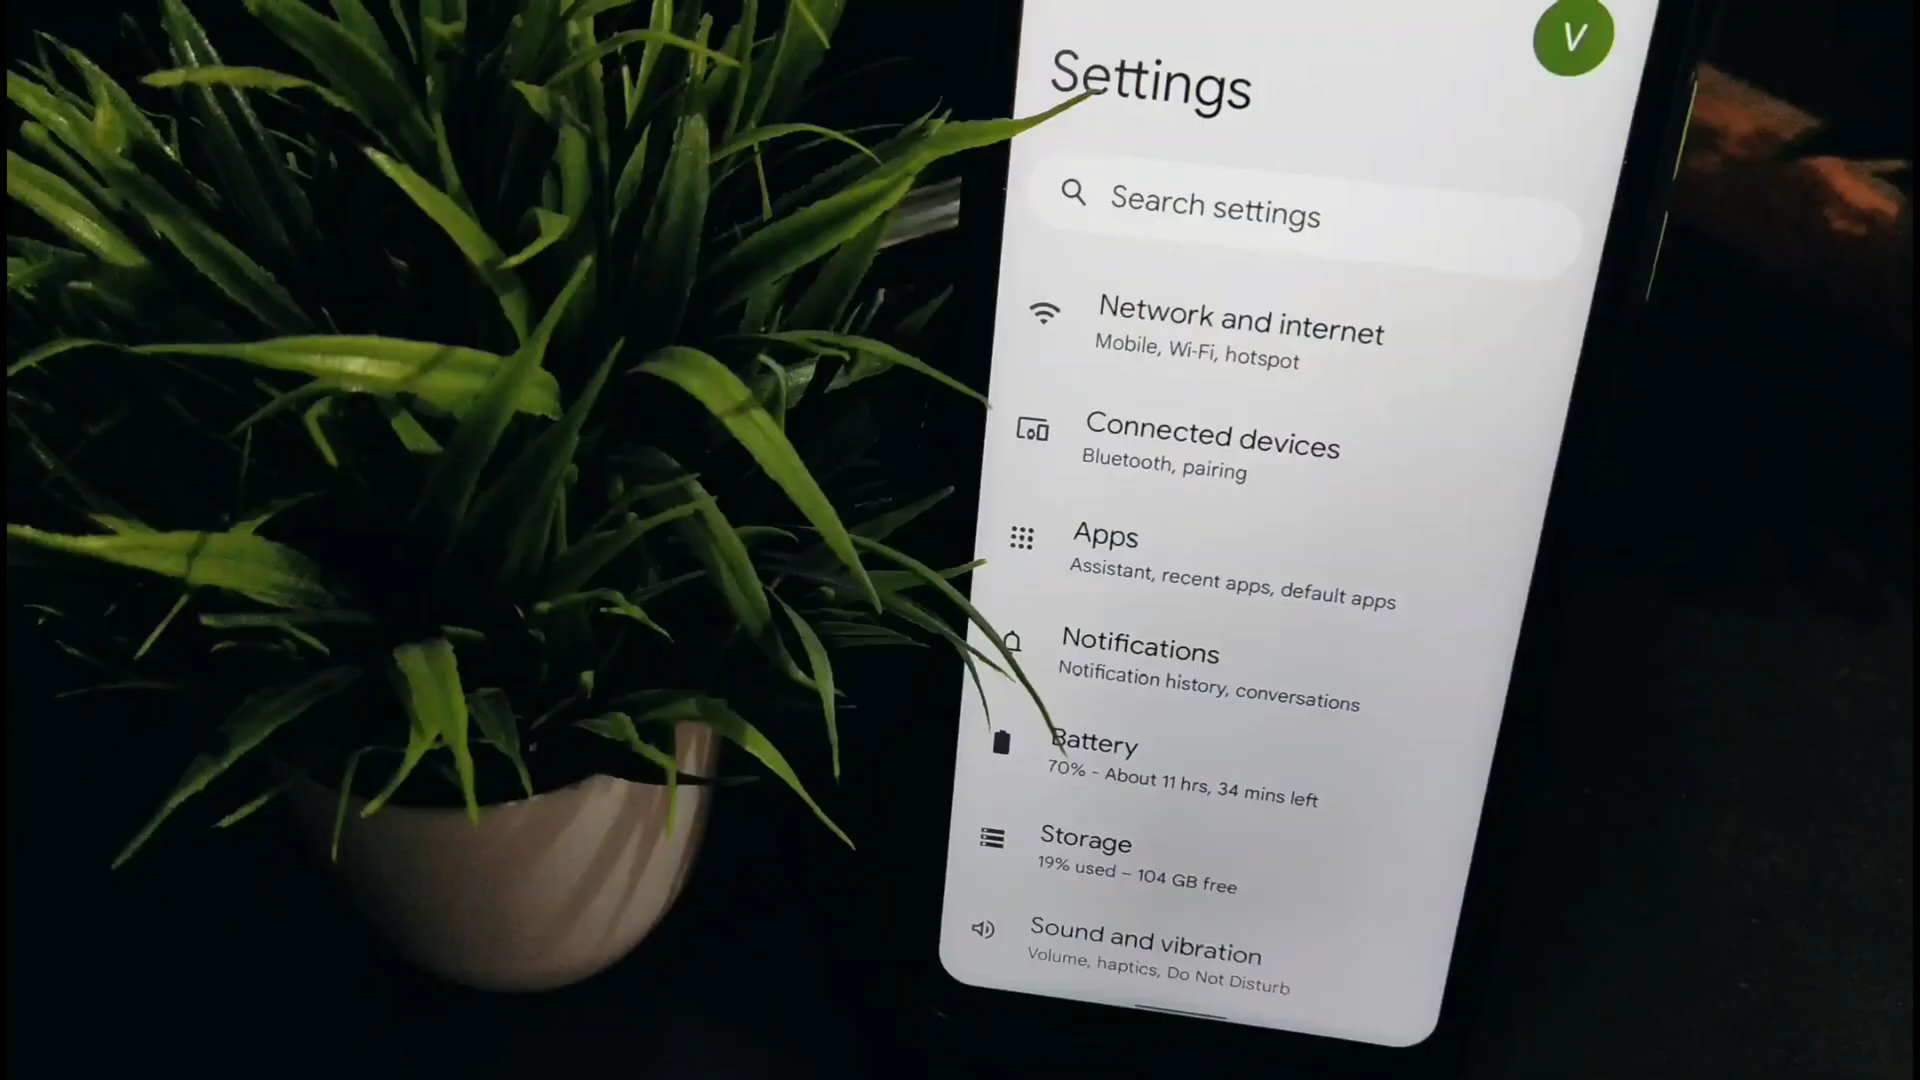 V
Settings
Search settings
Network and internet
Mobile, Wi-Fi, hotspot
Connected devices
Bluetooth, pairing
Apps
Assistant, recent apps, default apps
Notifications
Notification history, conversations
Battery
70% - About 11 hrs, 34 mins left
Storage
19% used – 104 GB free
Sound and vibration
Volume, haptics, Do Not Disturb